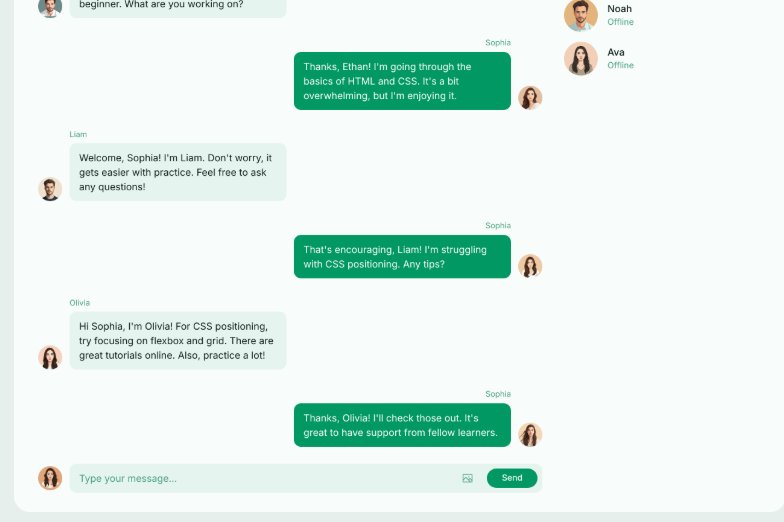 beginner. What are you working on?
Sophia
Thanks, Ethan! I'm going through the
basics of HTML and CSS. It's a bit
overwhelming, but I'm enjoying it.
Liam
Welcome, Sophia! I'm Liam. Don't worry, it
gets easier with practice. Feel free to ask
any questions!
Sophia
That's encouraging, Liam! I'm struggling
with CSS positioning. Any tips?
Olivia
Hi Sophia, I'm Olivia! For CSS positioning,
try focusing on flexbox and grid. There are
great tutorials online. Also, practice a lot!
Sophia
Thanks, Olivia! I'll check those out. It's
great to have support from fellow learners.
Type your message...
Send
Noah
Offline
Ava
Offline